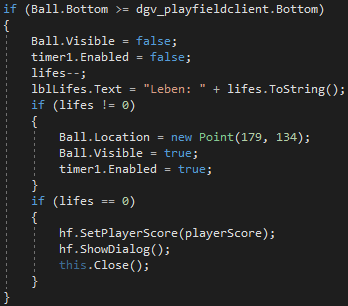 if (Ball.Bottom >= dgv_playfieldclient.Bottom)
{
    Ball.Visible = false;
    timer1.Enabled = false;
    lifes--;
    lblLifes.Text = "Leben: " + lifes.ToString();
    if (lifes != 0)
    {
        Ball.Location = new Point(179, 134);
        Ball.Visible = true;
        timer1.Enabled = true;
    }
    if (lifes == 0)
    {
        hf.SetPlayerScore(playerScore);
        hf.ShowDialog();
        this.Close();
    }
}